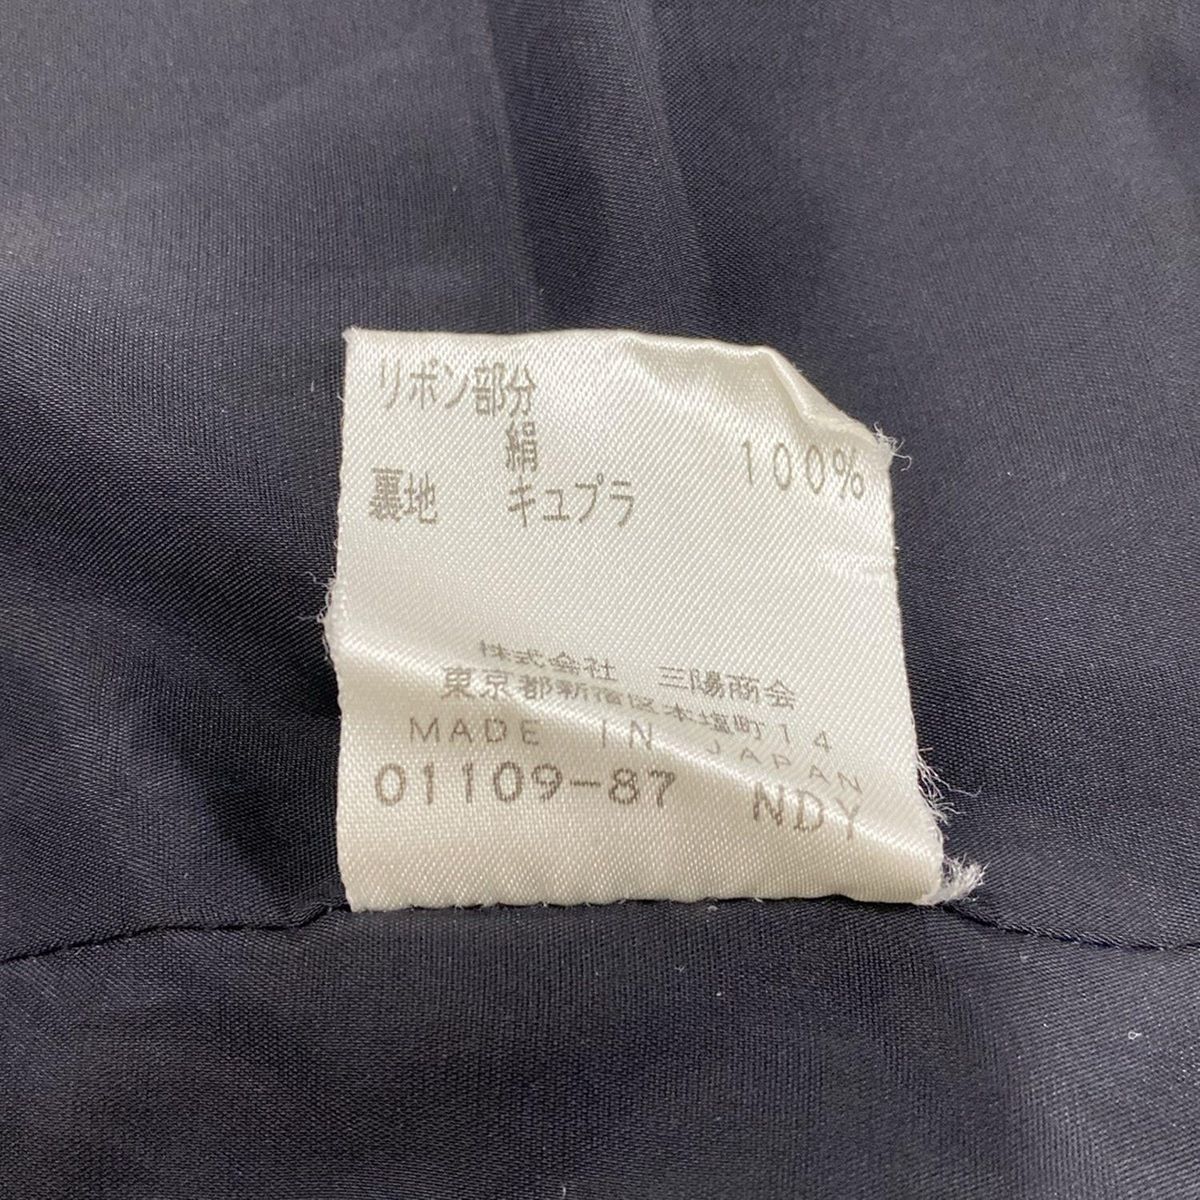 リボン部分
絹 100%
裏地 キュプラ
株式会社 三陽商会
東京都新宿区本塩町14
MADE IN JAPAN
01109-87 NDY